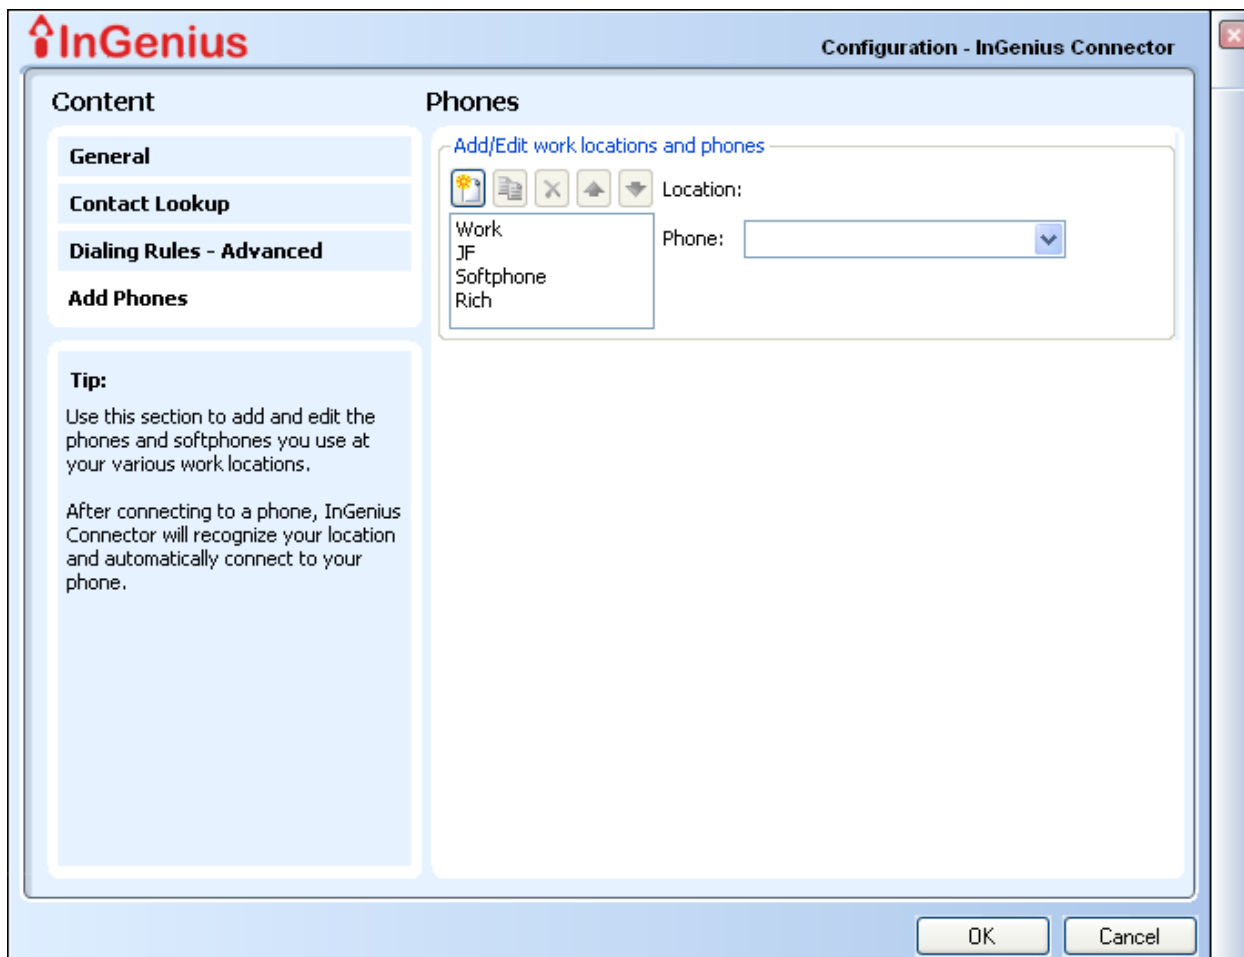 InGenius
Configuration - InGenius Connector
Content
General
Contact Lookup
Dialing Rules - Advanced
Add Phones
Tip:
Use this section to add and edit the
phones and softphones you use at
your various work locations.
After connecting to a phone, InGenius
Connector will recognize your location
and automatically connect to your
phone.
Phones
Add/Edit work locations and phones
Location:
Work
JF
Softphone
Rich
Phone:
OK
Cancel